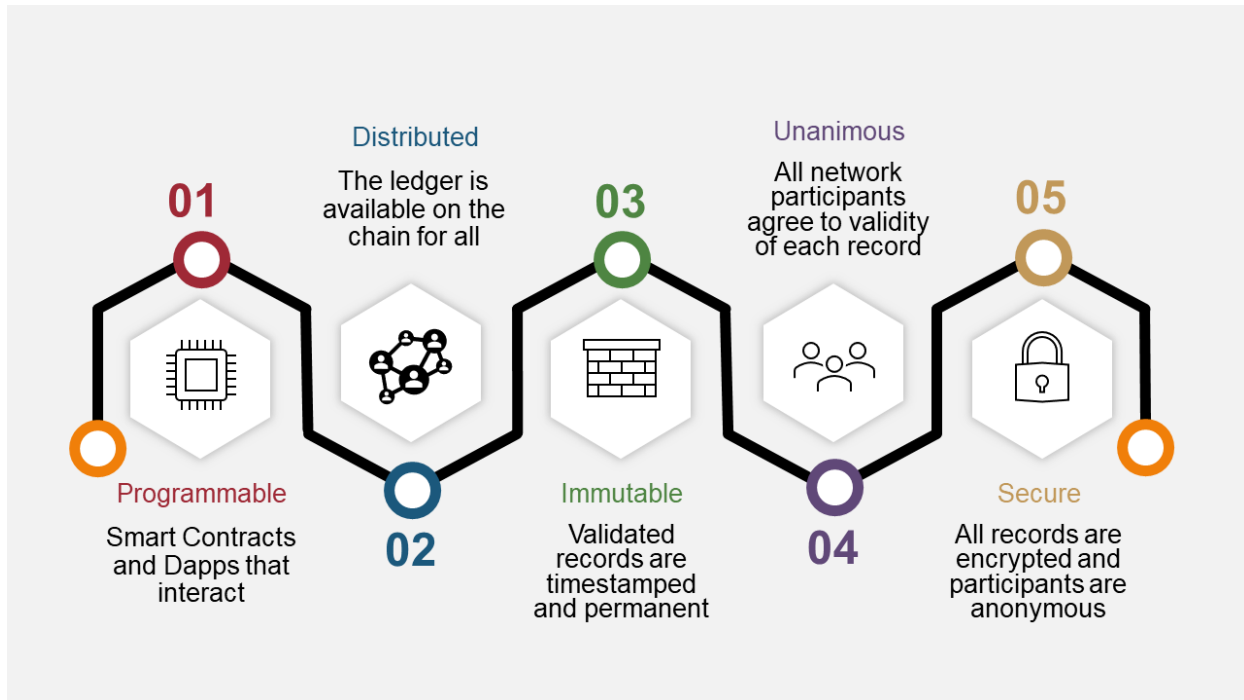 01
Programmable
Smart Contracts
and Dapps that
interact
Distributed
The ledger is
available on the
chain for all
02
03
Immutable
Validated
records are
timestamped
and permanent
Unanimous
All network
participants
agree to validity
of each record
04
05
Secure
All records are
encrypted and
participants are
anonymous